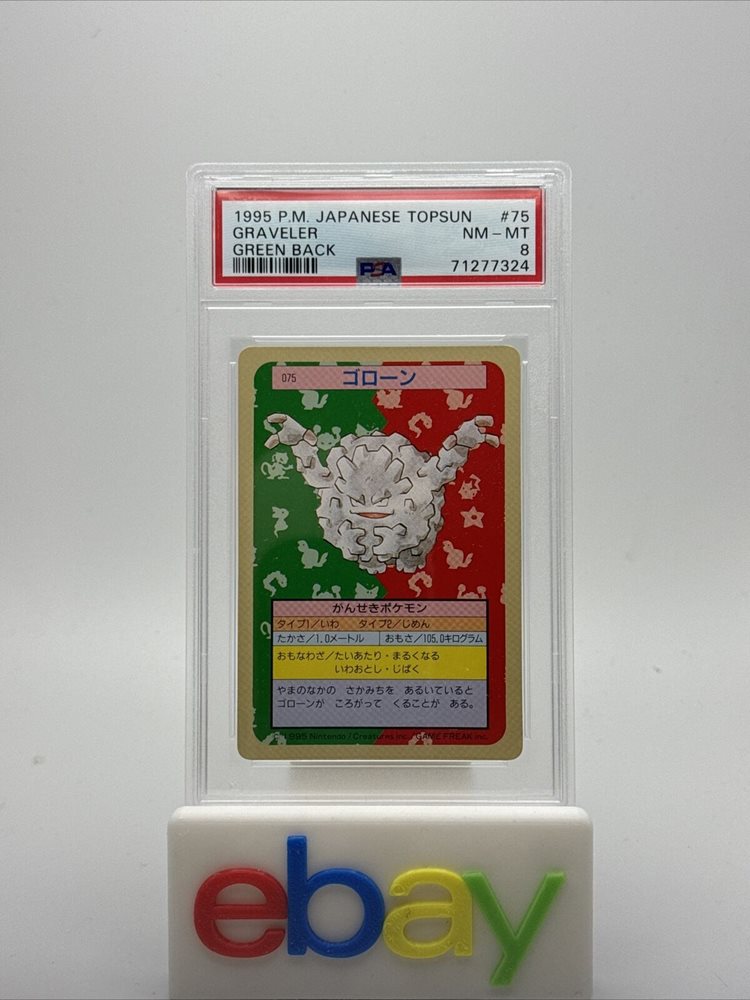 1995 P.M. JAPANESE TOPSUN #75
GRAVELER NM - MT
GREEN BACK 8
PSA 71277324
075 ゴローン
がんせきポケモン
タイプ1/いわ タイプ2/じめん
たかさ/1.0メートル おもさ/105.0キログラム
おもなわざ/たいあたり・まるくなる
いわおとし・じばく
やまのなかの さかみちを あるいていると
ゴローンが ころがって くることが ある。
© 1995 Nintendo / Creatures inc. / GAME FREAK inc.
ebay